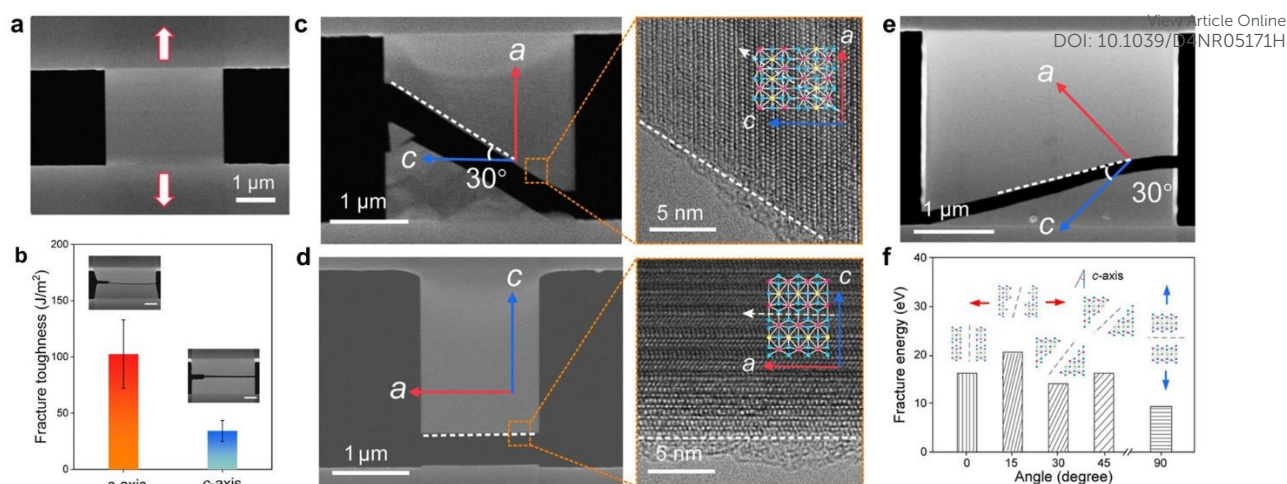 View Article Online
DOI: 10.1039/D4NR05171H
a
1 μm
b
Fracture toughness (J/m²)
200
150
100
50
0
a-axis
c-axis
c
a
c
30°
1 μm
a
c
5 nm
d
c
a
1 μm
c
a
5 nm
e
a
c
30°
1 μm
f
Fracture energy (eV)
40
30
20
10
0
c-axis
0 15 30 45 90
Angle (degree)